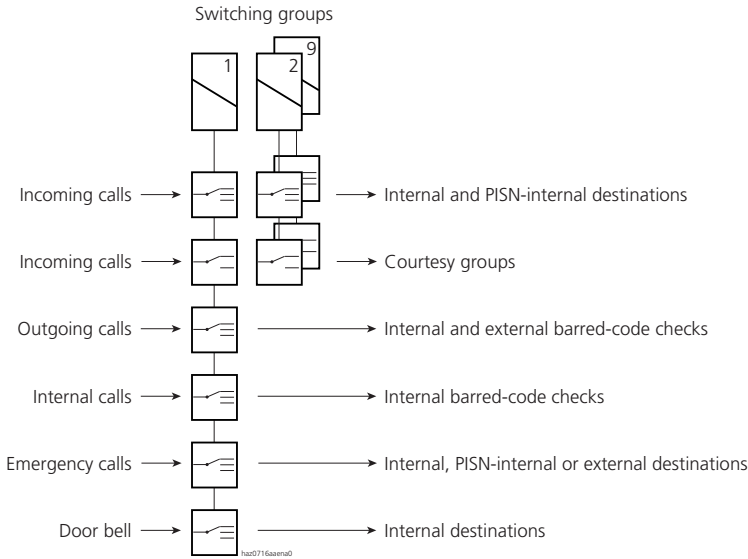 Switching groups
1
2
9
Incoming calls
Internal and PISN-internal destinations
Incoming calls
Courtesy groups
Outgoing calls
Internal and external barred-code checks
Internal calls
Internal barred-code checks
Emergency calls
Internal, PISN-internal or external destinations
Door bell
Internal destinations
haz0716aaena0